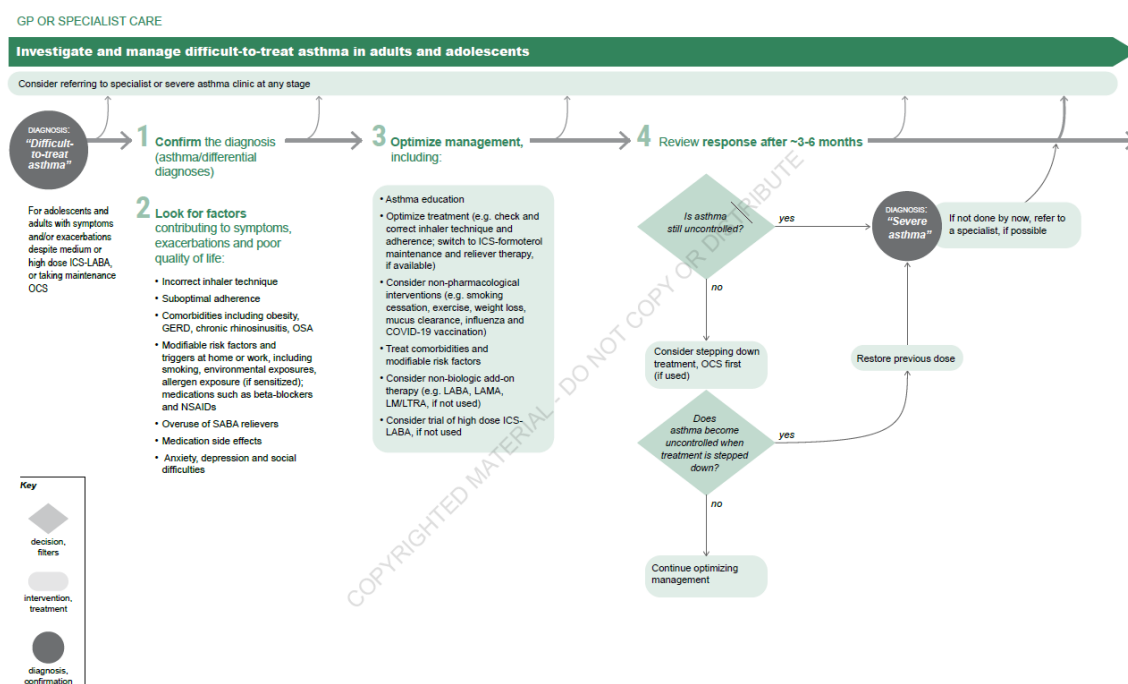 GP OR SPECIALIST CARE
Investigate and manage difficult-to-treat asthma in adults and adolescents
Consider referring to specialist or severe asthma clinic at any stage
DIAGNOSIS:
“Difficult-
to-treat
asthma”
For adolescents and
adults with symptoms
and/or exacerbations
despite medium or
high dose ICS-LABA,
or taking maintenance
OCS
1 Confirm the diagnosis
(asthma/differential
diagnoses)
2 Look for factors
contributing to symptoms,
exacerbations and poor
quality of life:
• Incorrect inhaler technique
• Suboptimal adherence
• Comorbidities including obesity,
GERD, chronic rhinosinusitis, OSA
• Modifiable risk factors and
triggers at home or work, including
smoking, environmental exposures,
allergen exposure (if sensitized);
medications such as beta-blockers
and NSAIDs
• Overuse of SABA relievers
• Medication side effects
• Anxiety, depression and social
difficulties
3 Optimize management,
including:
• Asthma education
• Optimize treatment (e.g. check and
correct inhaler technique and
adherence; switch to ICS-formoterol
maintenance and reliever therapy,
if available)
• Consider non-pharmacological
interventions (e.g. smoking
cessation, exercise, weight loss,
mucus clearance, influenza and
COVID-19 vaccination)
• Treat comorbidities and
modifiable risk factors
• Consider non-biologic add-on
therapy (e.g. LABA, LAMA,
LM/LTRA, if not used)
• Consider trial of high dose ICS-
LABA, if not used
4 Review response after ~3-6 months
Is asthma
still uncontrolled?
yes
no
DIAGNOSIS:
“Severe
asthma”
If not done by now, refer to
a specialist, if possible
Consider stepping down
treatment, OCS first
(if used)
Restore previous dose
Does
asthma become
uncontrolled when
treatment is stepped
down?
yes
no
Continue optimizing
management
Key
decision,
filters
intervention,
treatment
diagnosis,
confirmation
COPYRIGHTED MATERIAL - DO NOT COPY OR DISTRIBUTE